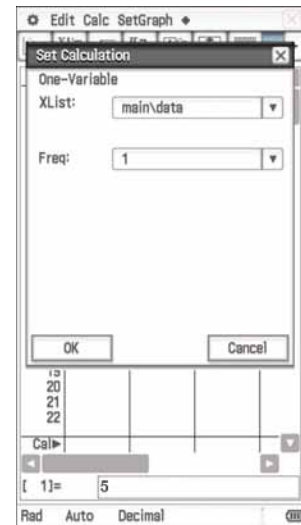 Edit Calc SetGraph
Set Calculation
One-Variable
XList: main\data
Freq: 1
OK Cancel
19
20
21
22
Cal
[ 1]= 5
Rad Auto Decimal